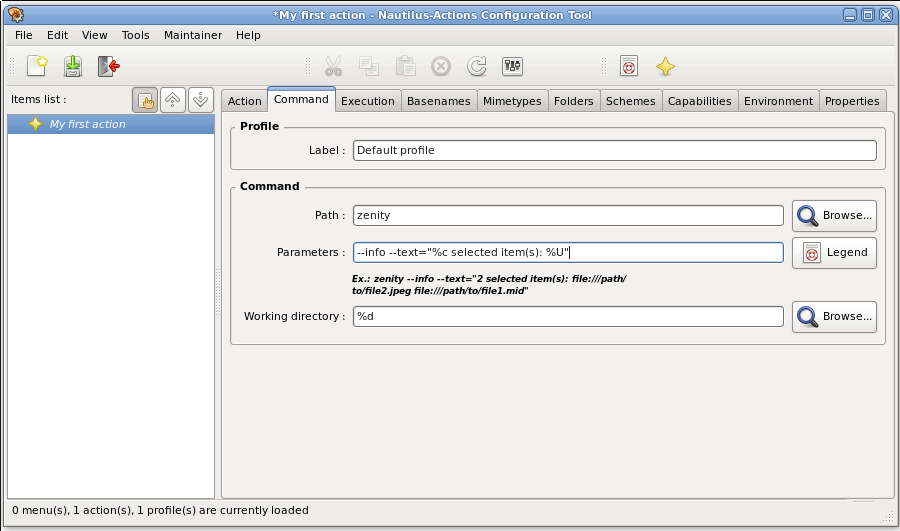 *My first action - Nautilus-Actions Configuration Tool
File Edit View Tools Maintainer Help
Items list :
My first action
Action Command Execution Basenames Mimetypes Folders Schemes Capabilities Environment Properties
Profile
Label : Default profile
Command
Path : zenity Browse...
Parameters : --info --text="%c selected item(s): %U" Legend
Ex.: zenity --info --text="2 selected item(s): file:///path/
to/file2.jpeg file:///path/to/file1.mid"
Working directory : %d Browse...
0 menu(s), 1 action(s), 1 profile(s) are currently loaded